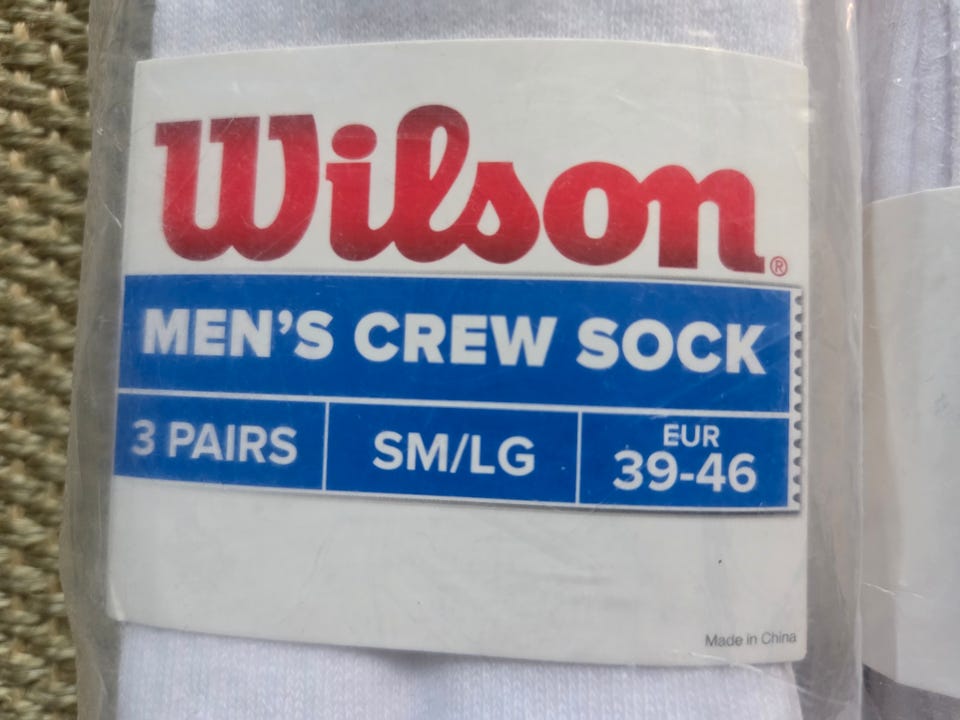 Wilson®
MEN'S CREW SOCK
3 PAIRS
SM/LG
EUR
39-46
Made in China